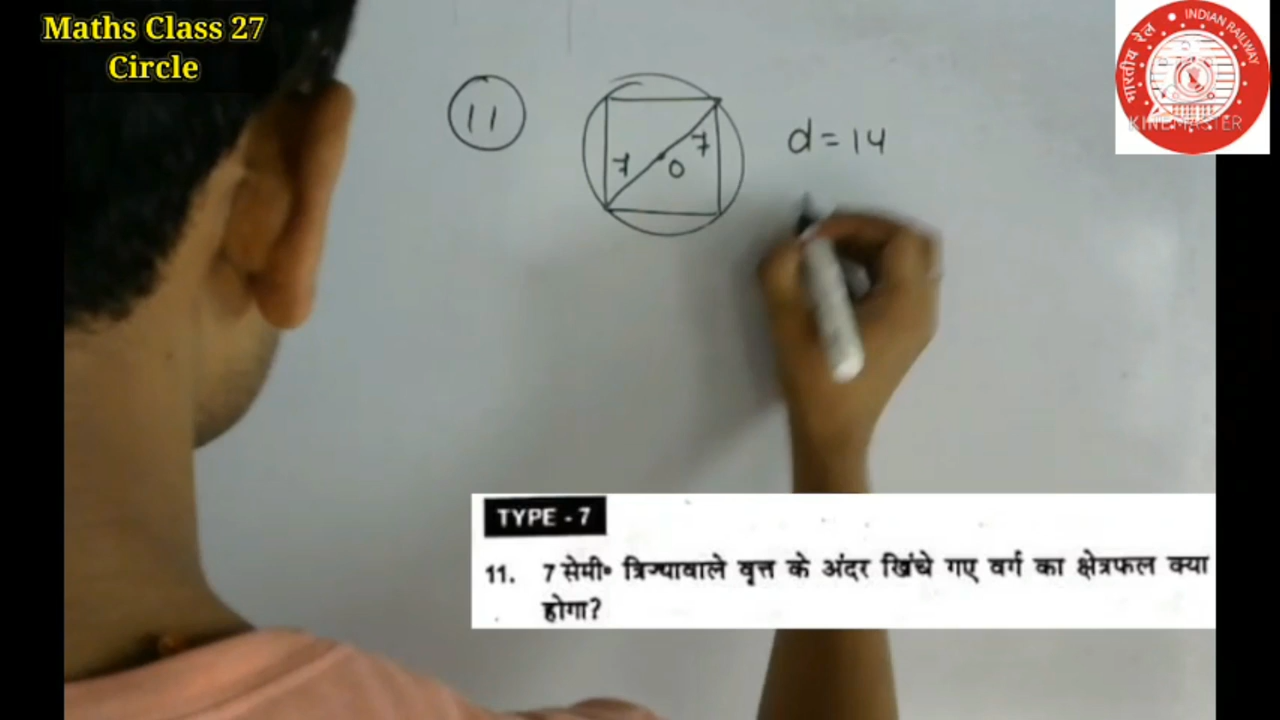 Maths Class 27
Circle
भारतीय रेल INDIAN RAILWAY
KINEMASTER
11
7
7
0
d = 14
TYPE - 7
11. 7 सेमी॰ त्रिज्यावाले वृत्त के अंदर खिंचे गए वर्ग का क्षेत्रफल क्या
होगा?